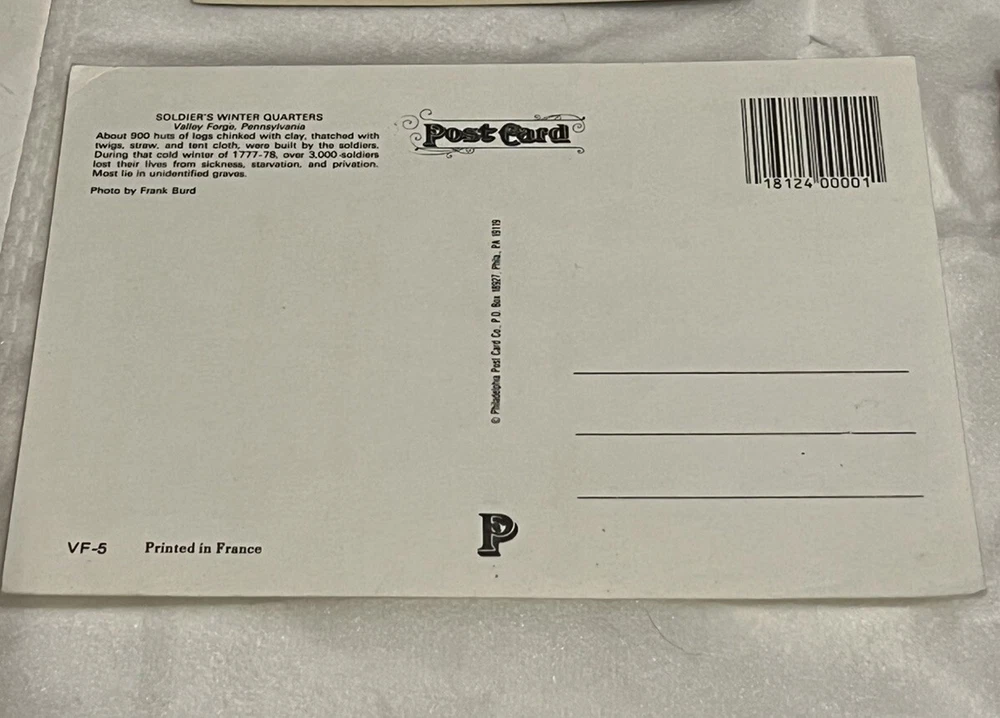 SOLDIER'S WINTER QUARTERS
Valley Forge, Pennsylvania
About 900 huts of logs chinked with clay, thatched with
twigs, straw, and tent cloth, were built by the soldiers.
During that cold winter of 1777-78, over 3,000 soldiers
lost their lives from sickness, starvation, and privation.
Most lie in unidentified graves.
Photo by Frank Burd
Post Card
18124 00001
© Philadelphia Post Card Co., P.O. Box 18927, Phila., PA 19119
VF-5 Printed in France
P